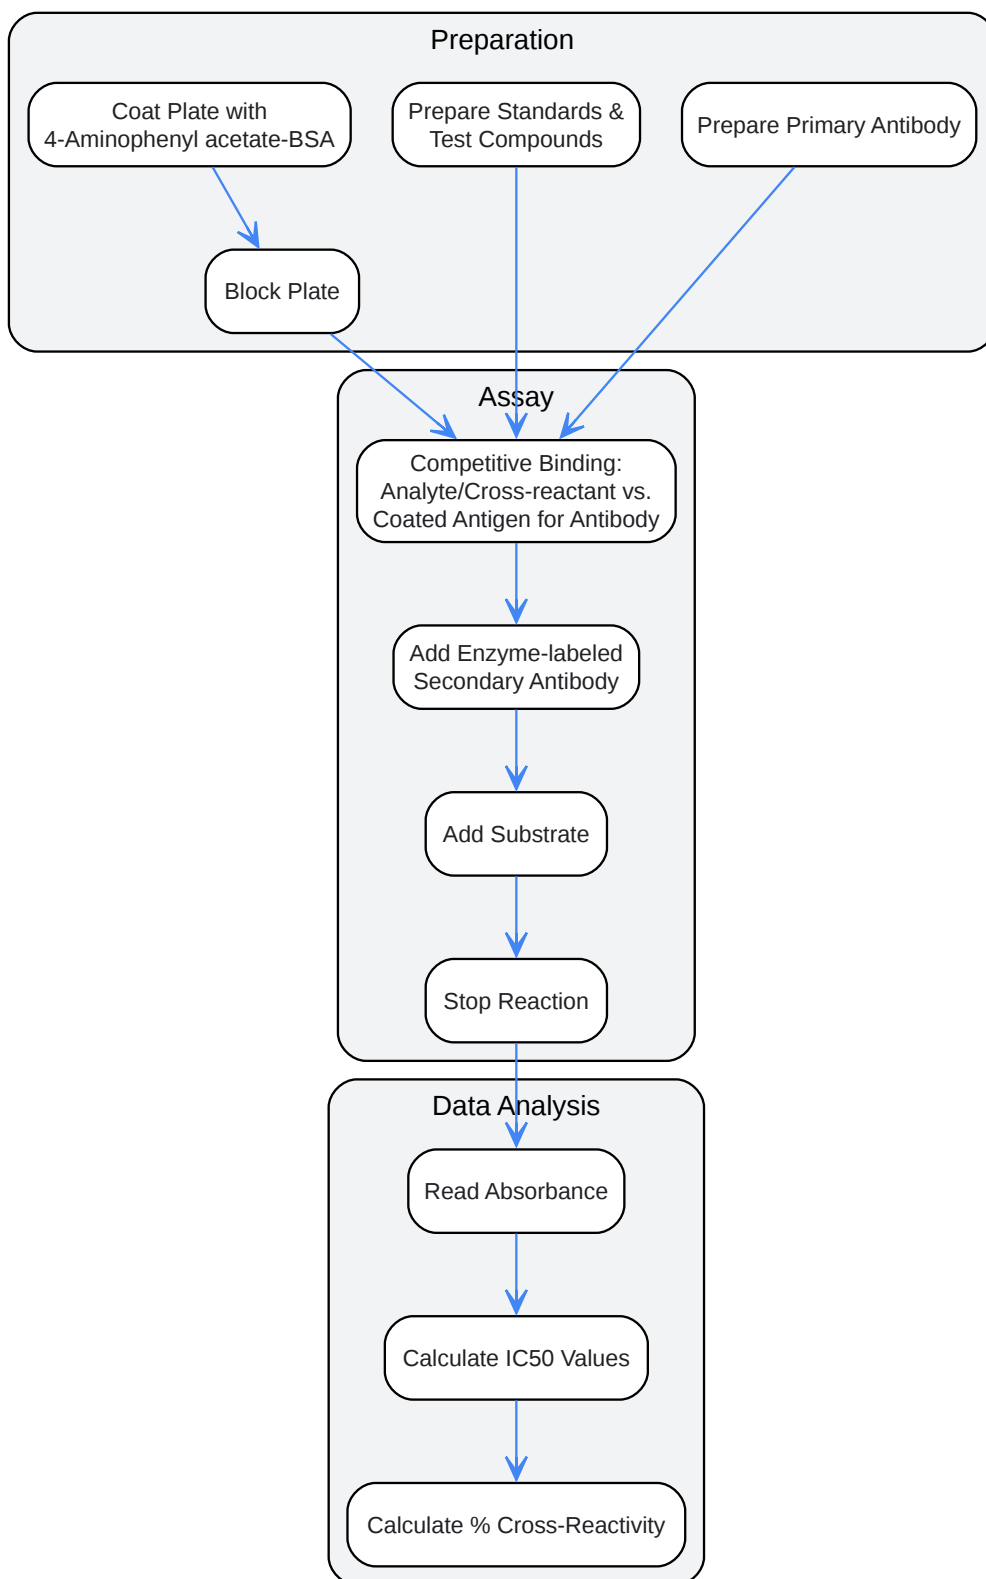 Preparation
Coat Plate with
4-Aminophenyl acetate-BSA
Prepare Standards &
Test Compounds
Prepare Primary Antibody
Block Plate
Assay
Competitive Binding:
Analyte/Cross-reactant vs.
Coated Antigen for Antibody
Add Enzyme-labeled
Secondary Antibody
Add Substrate
Stop Reaction
Data Analysis
Read Absorbance
Calculate IC50 Values
Calculate % Cross-Reactivity